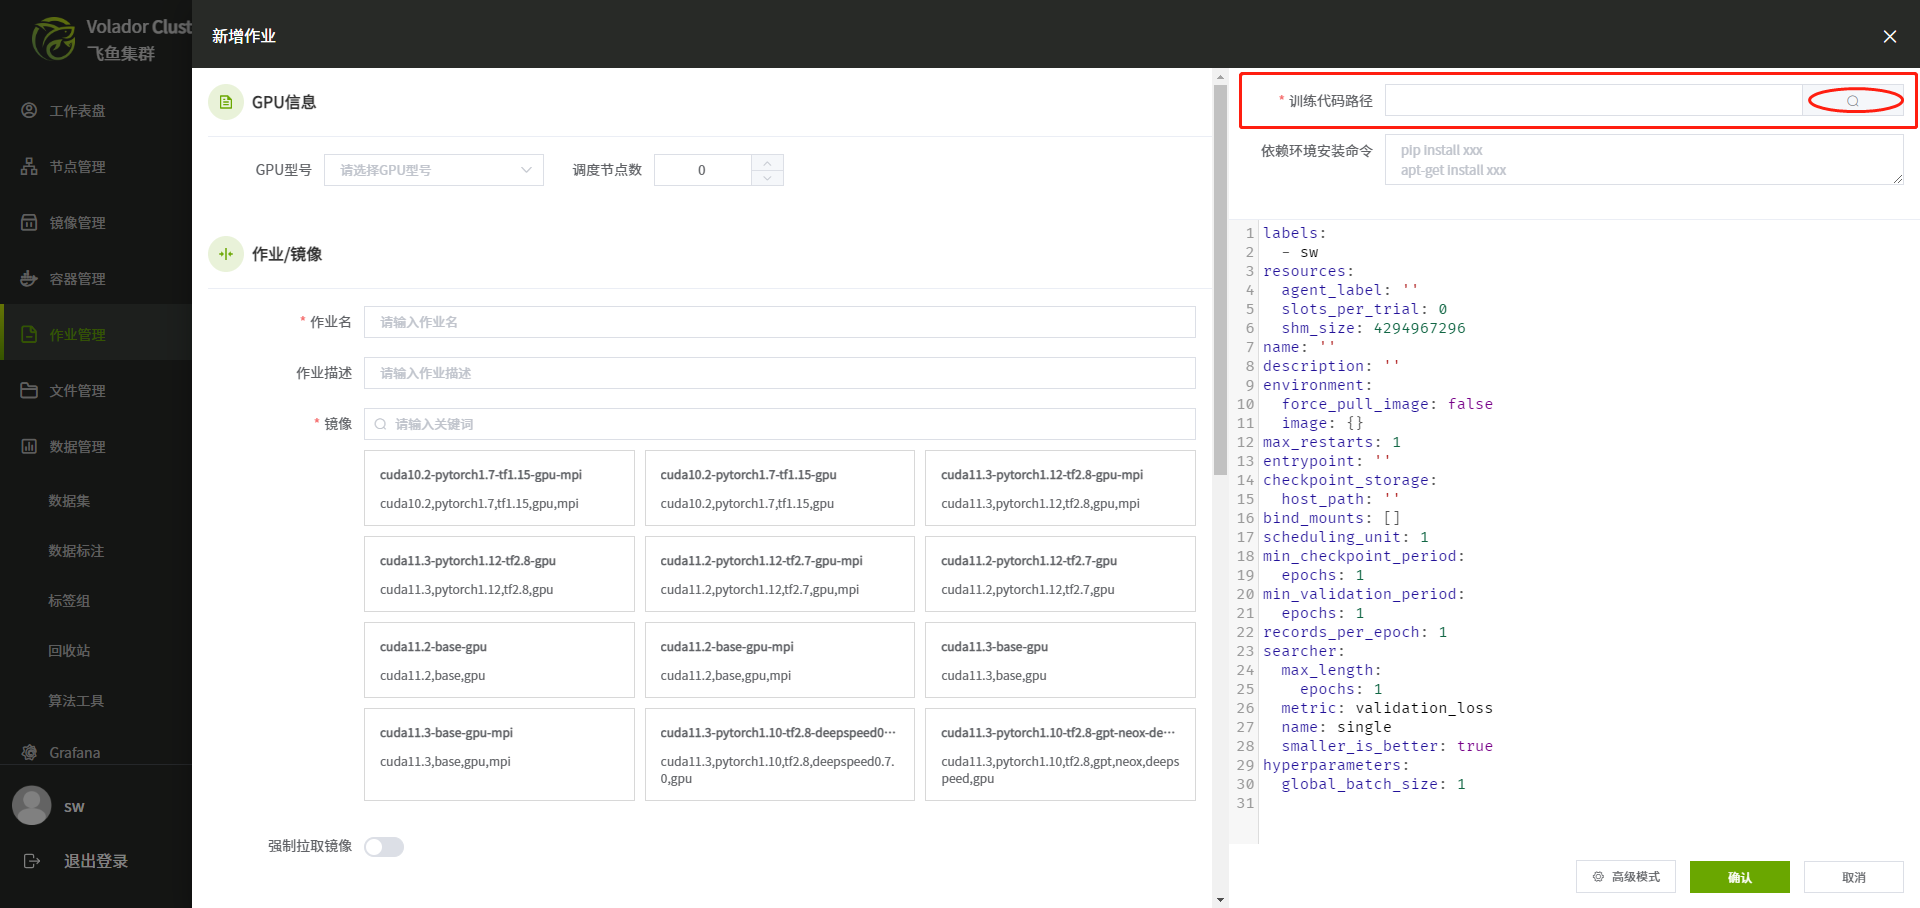 Volador Clust
飞鱼集群
工作表盘
节点管理
镜像管理
容器管理
作业管理
文件管理
数据管理
数据集
数据标注
标签组
回收站
算法工具
Grafana
sw
退出登录
新增作业
GPU信息
GPU型号
请选择GPU型号
调度节点数
0
作业/镜像
* 作业名
请输入作业名
作业描述
请输入作业描述
* 镜像
请输入关键词
cuda10.2-pytorch1.7-tf1.15-gpu-mpi
cuda10.2,pytorch1.7,tf1.15,gpu,mpi
cuda10.2-pytorch1.7-tf1.15-gpu
cuda10.2,pytorch1.7,tf1.15,gpu
cuda11.3-pytorch1.12-tf2.8-gpu-mpi
cuda11.3,pytorch1.12,tf2.8,gpu,mpi
cuda11.3-pytorch1.12-tf2.8-gpu
cuda11.3,pytorch1.12,tf2.8,gpu
cuda11.2-pytorch1.12-tf2.7-gpu-mpi
cuda11.2,pytorch1.12,tf2.7,gpu,mpi
cuda11.2-pytorch1.12-tf2.7-gpu
cuda11.2,pytorch1.12,tf2.7,gpu
cuda11.2-base-gpu
cuda11.2,base,gpu
cuda11.2-base-gpu-mpi
cuda11.2,base,gpu,mpi
cuda11.3-base-gpu
cuda11.3,base,gpu
cuda11.3-base-gpu-mpi
cuda11.3,base,gpu,mpi
cuda11.3-pytorch1.10-tf2.8-deepspeed0···
cuda11.3,pytorch1.10,tf2.8,deepspeed0.7.
0,gpu
cuda11.3-pytorch1.10-tf2.8-gpt-neox-de···
cuda11.3,pytorch1.10,tf2.8,gpt,neox,deeps
peed,gpu
强制拉取镜像
* 训练代码路径
依赖环境安装命令
pip install xxx
apt-get install xxx
1 labels:
2   - sw
3 resources:
4   agent_label: ''
5   slots_per_trial: 0
6   shm_size: 4294967296
7 name: ''
8 description: ''
9 environment:
10   force_pull_image: false
11   image: {}
12 max_restarts: 1
13 entrypoint: ''
14 checkpoint_storage:
15   host_path: ''
16 bind_mounts: []
17 scheduling_unit: 1
18 min_checkpoint_period:
19   epochs: 1
20 min_validation_period:
21   epochs: 1
22 records_per_epoch: 1
23 searcher:
24   max_length:
25     epochs: 1
26   metric: validation_loss
27   name: single
28   smaller_is_better: true
29 hyperparameters:
30   global_batch_size: 1
31
高级模式
确认
取消